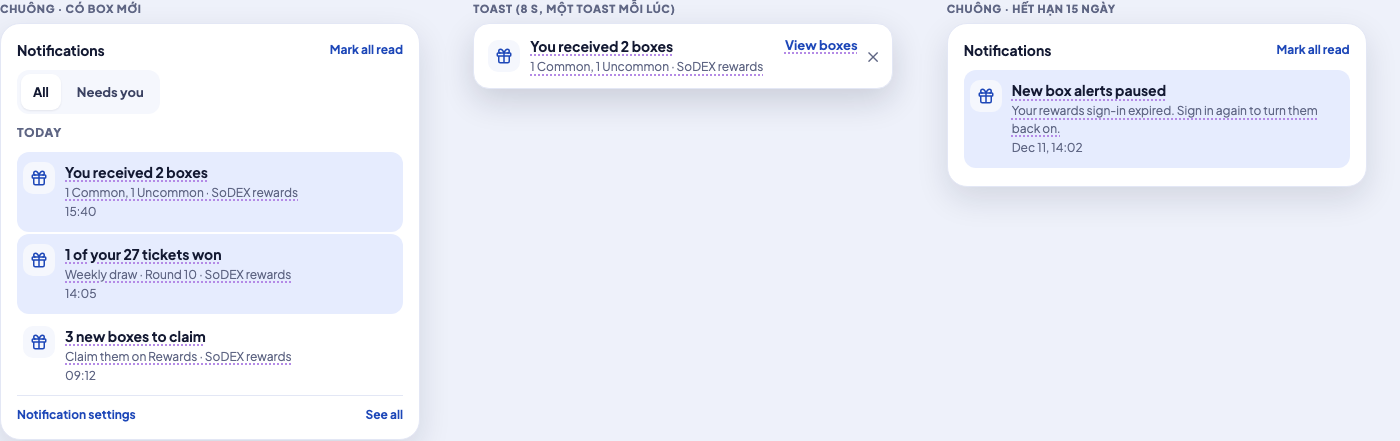 CHUÔNG · CÓ BOX MỚI
Notifications
Mark all read
All
Needs you
TODAY
You received 2 boxes
1 Common, 1 Uncommon · SoDEX rewards
15:40
1 of your 27 tickets won
Weekly draw · Round 10 · SoDEX rewards
14:05
3 new boxes to claim
Claim them on Rewards · SoDEX rewards
09:12
Notification settings
See all
TOAST (8 S, MỘT TOAST MỖI LÚC)
You received 2 boxes
1 Common, 1 Uncommon · SoDEX rewards
View boxes
CHUÔNG · HẾT HẠN 15 NGÀY
Notifications
Mark all read
New box alerts paused
Your rewards sign-in expired. Sign in again to turn them
back on.
Dec 11, 14:02